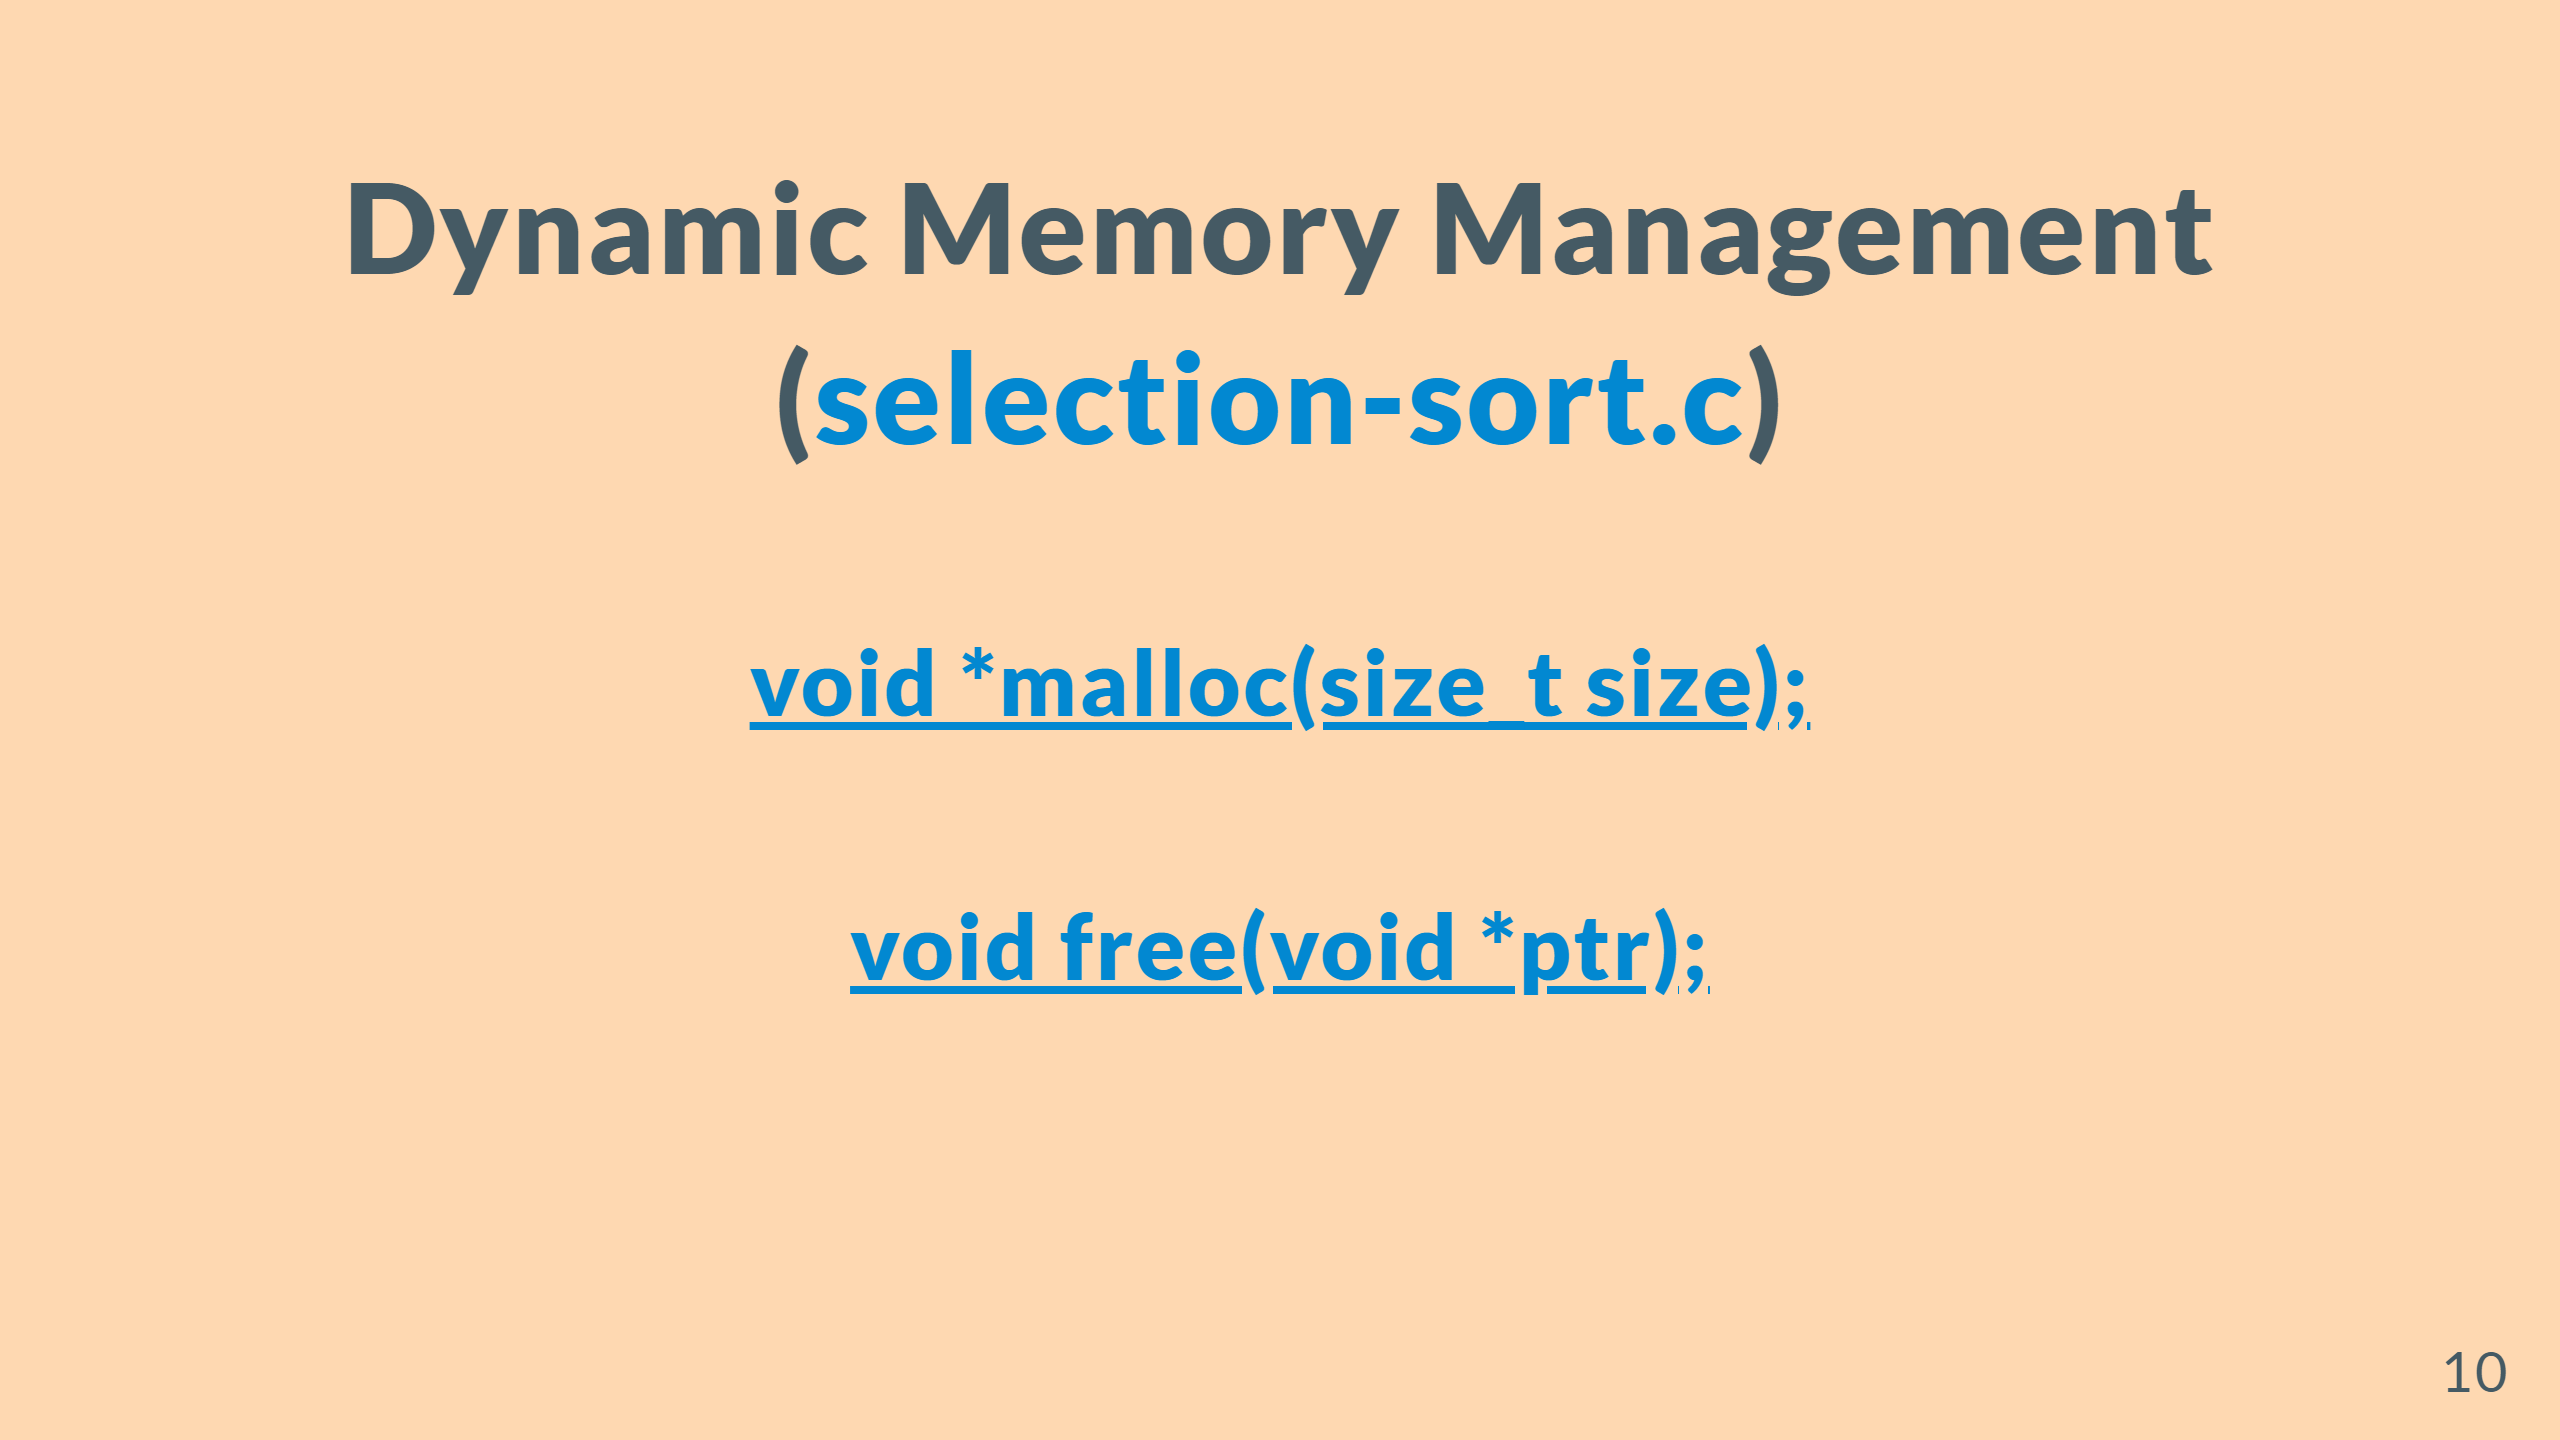 Dynamic Memory Management
(selection-sort.c)
void *malloc(size_t size);
void free(void *ptr);
10